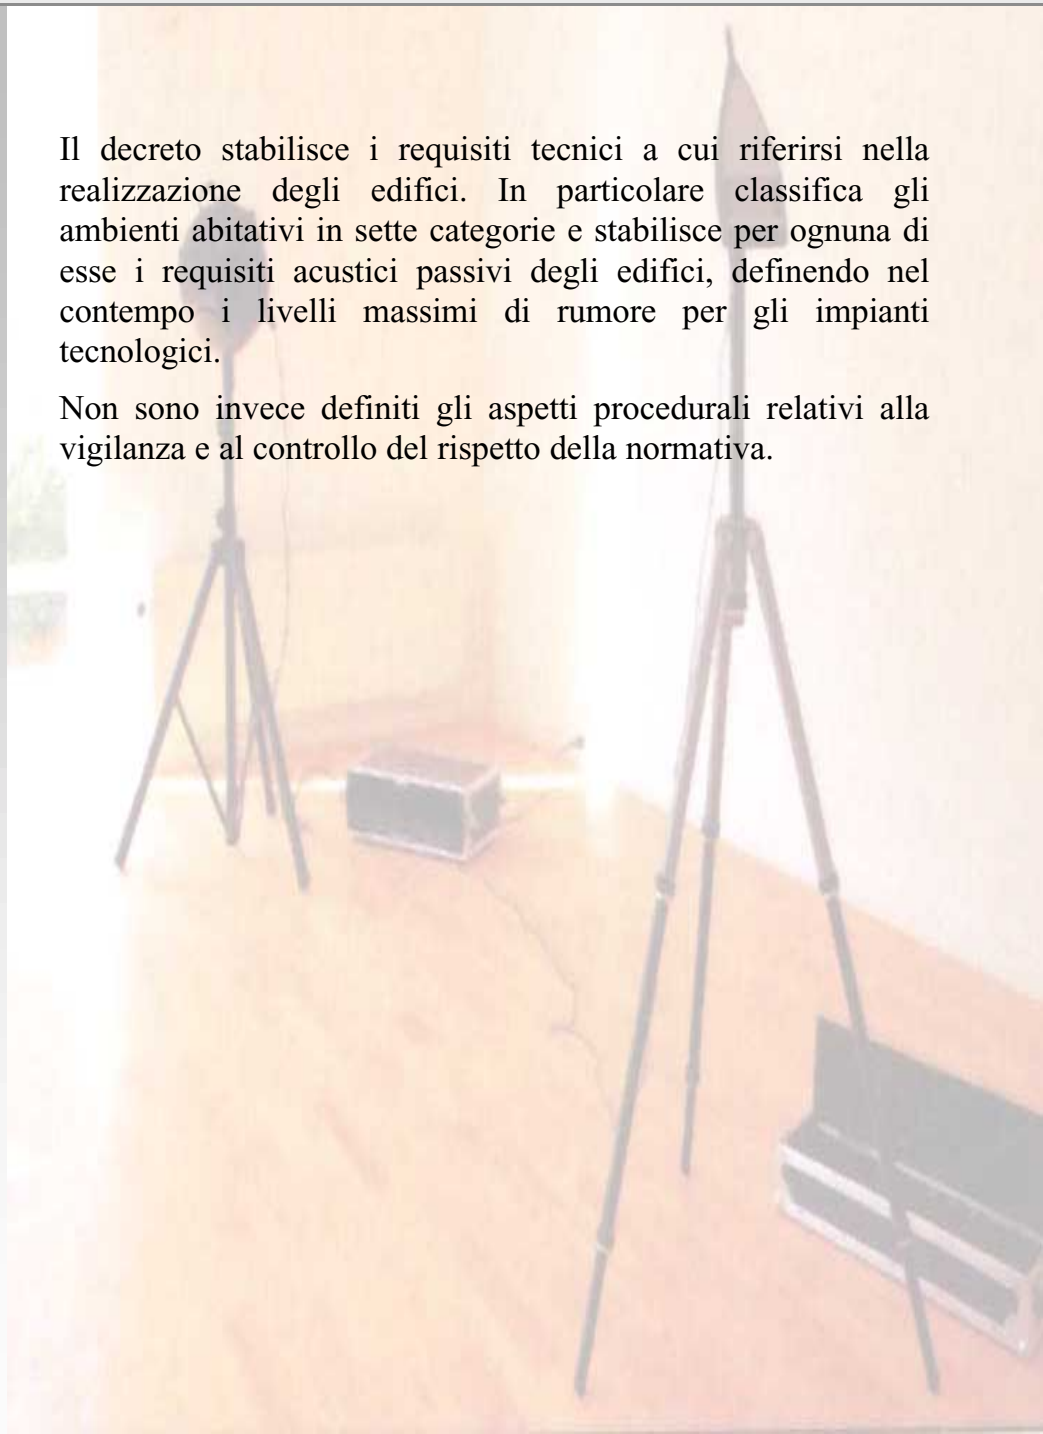 Il decreto stabilisce i requisiti tecnici a cui riferirsi nella
realizzazione degli edifici. In particolare classifica gli
ambienti abitativi in sette categorie e stabilisce per ognuna di
esse i requisiti acustici passivi degli edifici, definendo nel
contempo i livelli massimi di rumore per gli impianti
tecnologici.
Non sono invece definiti gli aspetti procedurali relativi alla
vigilanza e al controllo del rispetto della normativa.